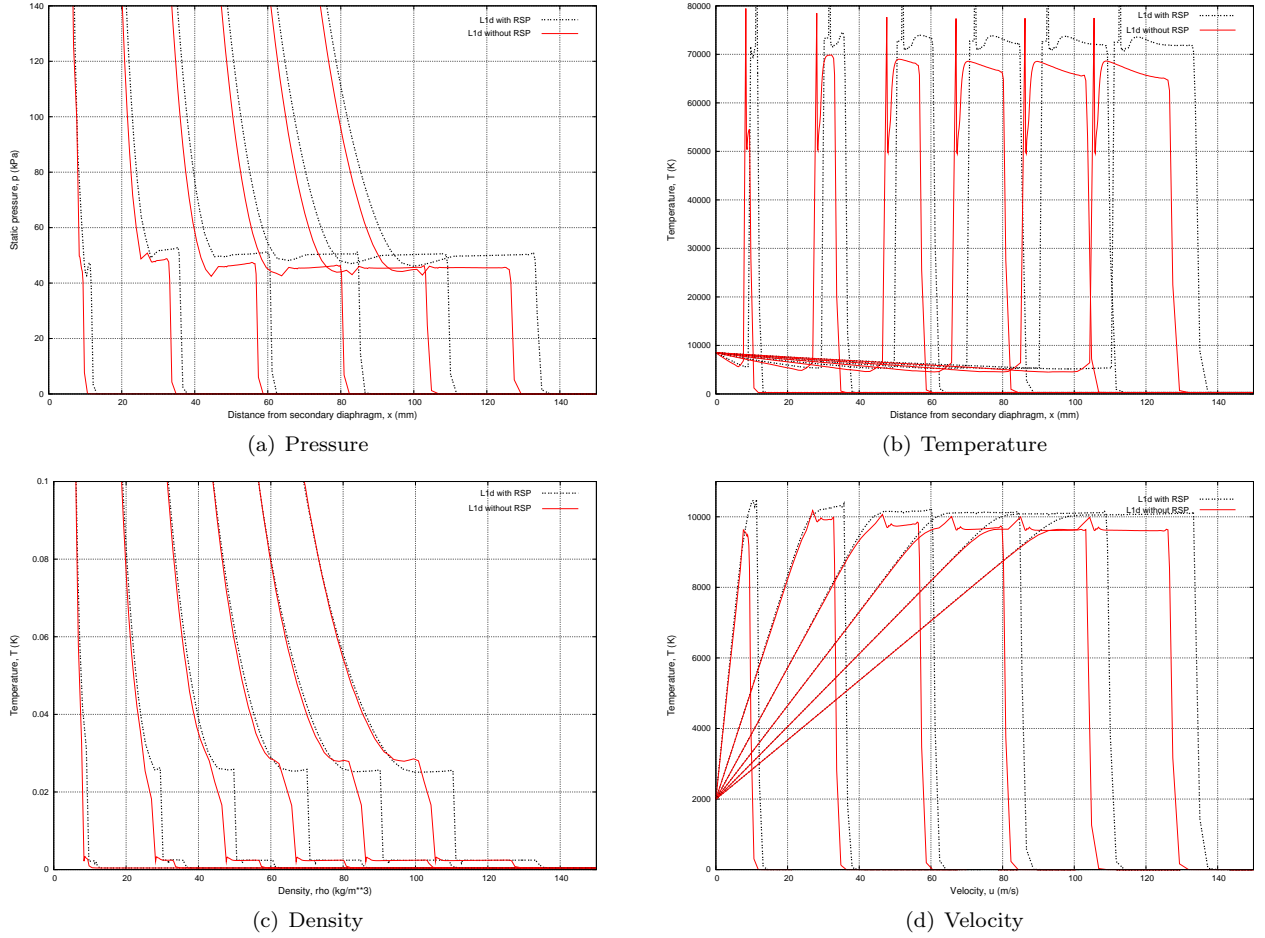 140
120
100
80
60
40
20
0
Static pressure, p (kPa)
0 20 40 60 80 100 120 140
Distance from secondary diaphragm, x (mm)
L1d with RSP
L1d without RSP
(a) Pressure
80000
70000
60000
50000
40000
30000
20000
10000
0
Temperature, T (K)
0 20 40 60 80 100 120 140
Distance from secondary diaphragm, x (mm)
L1d with RSP
L1d without RSP
(b) Temperature
0.1
0.08
0.06
0.04
0.02
0
Temperature, T (K)
0 20 40 60 80 100 120 140
Density, rho (kg/m**3)
L1d with RSP
L1d without RSP
(c) Density
10000
8000
6000
4000
2000
0
Temperature, T (K)
0 20 40 60 80 100 120 140
Velocity, u (m/s)
L1d with RSP
L1d without RSP
(d) Velocity